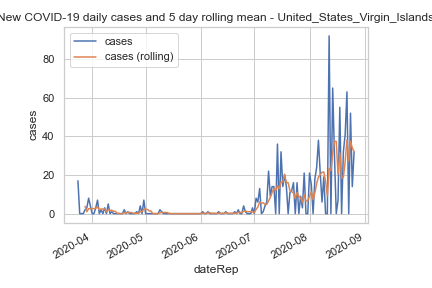 New COVID-19 daily cases and 5 day rolling mean - United_States_Virgin_Islands
cases
cases (rolling)
cases
80
60
40
20
0
2020-04
2020-05
2020-06
2020-07
2020-08
2020-09
dateRep